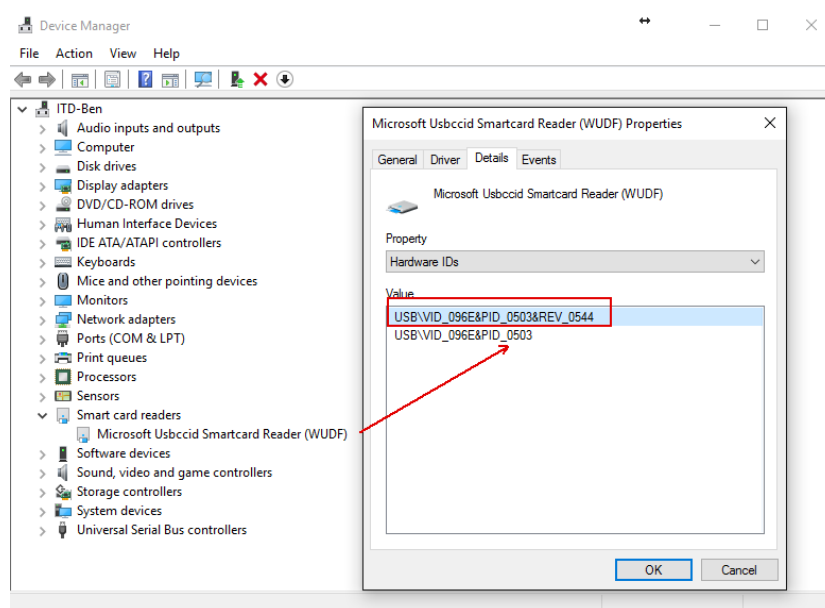 Device Manager
File Action View Help
ITD-Ben
Audio inputs and outputs
Computer
Disk drives
Display adapters
DVD/CD-ROM drives
Human Interface Devices
IDE ATA/ATAPI controllers
Keyboards
Mice and other pointing devices
Monitors
Network adapters
Ports (COM & LPT)
Print queues
Processors
Sensors
Smart card readers
Microsoft Usbccid Smartcard Reader (WUDF)
Software devices
Sound, video and game controllers
Storage controllers
System devices
Universal Serial Bus controllers
Microsoft Usbccid Smartcard Reader (WUDF) Properties
General Driver Details Events
Microsoft Usbccid Smartcard Reader (WUDF)
Property
Hardware IDs
Value
USB\VID_096E&PID_0503&REV_0544
USB\VID_096E&PID_0503
OK Cancel